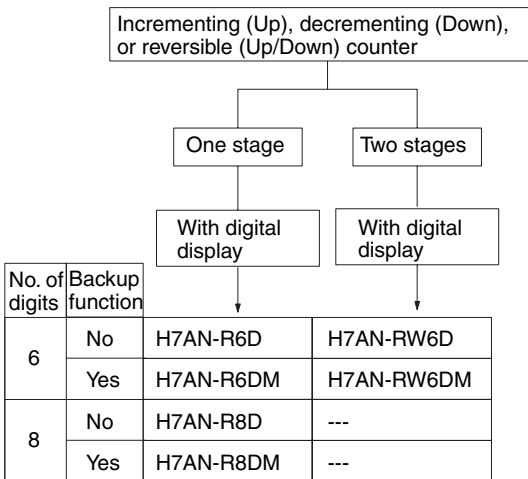 Incrementing (Up), decrementing (Down),
or reversible (Up/Down) counter
One stage
Two stages
With digital
display
With digital
display
No. of
digits
Backup
function
6
No
H7AN-R6D
H7AN-RW6D
Yes
H7AN-R6DM
H7AN-RW6DM
8
No
H7AN-R8D
---
Yes
H7AN-R8DM
---